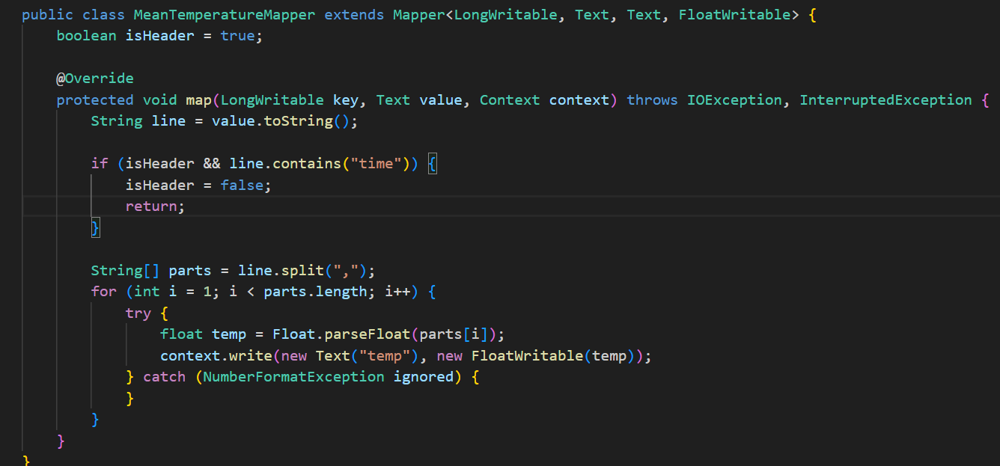 public class MeanTemperatureMapper extends Mapper<LongWritable, Text, Text, FloatWritable> {
    boolean isHeader = true;

    @Override
    protected void map(LongWritable key, Text value, Context context) throws IOException, InterruptedException {
        String line = value.toString();

        if (isHeader && line.contains("time")) {
            isHeader = false;
            return;
        }

        String[] parts = line.split(",");
        for (int i = 1; i < parts.length; i++) {
            try {
                float temp = Float.parseFloat(parts[i]);
                context.write(new Text("temp"), new FloatWritable(temp));
            } catch (NumberFormatException ignored) {
            }
        }
    }
}